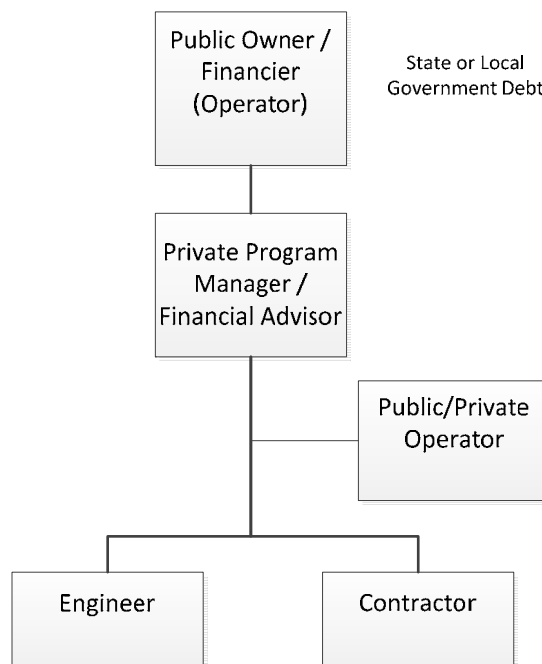 Public Owner /
Financier
(Operator)
State or Local
Government Debt
Private Program
Manager /
Financial Advisor
Public/Private
Operator
Engineer
Contractor